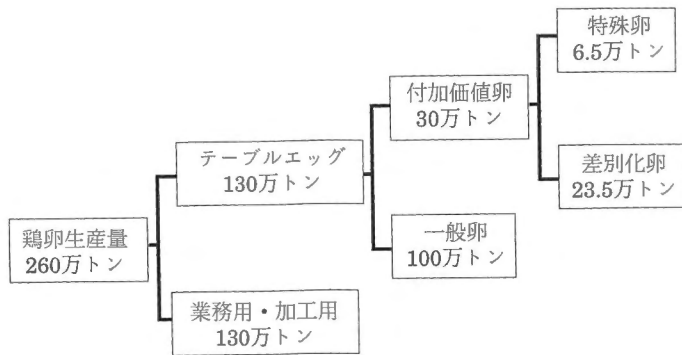 特殊卵
6.5万トン
付加価値卵
30万トン
テーブルエッグ
130万トン
差別化卵
23.5万トン
鶏卵生産量
260万トン
一般卵
100万トン
業務用・加工用
130万トン